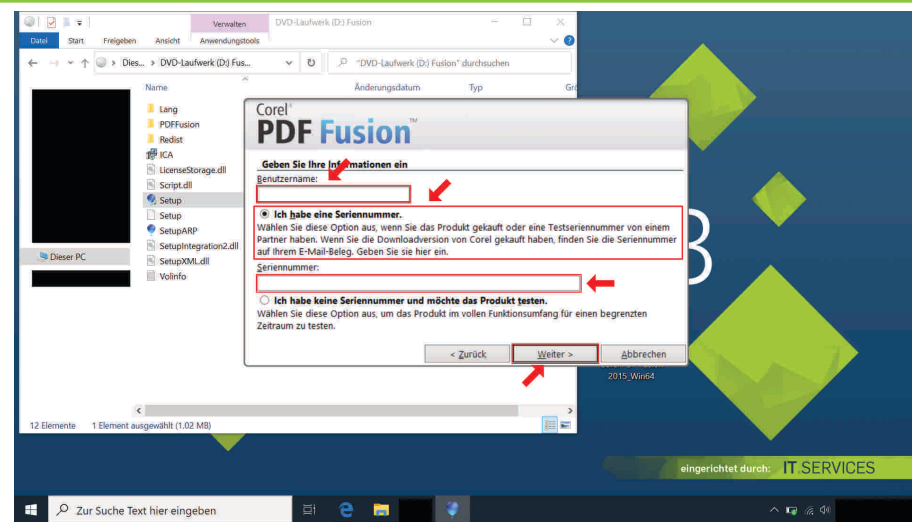 Verwalten
DVD-Laufwerk (D:) Fusion
Datei Start Freigeben Ansicht Anwendungstools
Dies... DVD-Laufwerk (D:) Fus...
"DVD-Laufwerk (D:) Fusion" durchsuchen
Name Änderungsdatum Typ Grö
Lang
PDFFusion
Redist
ICA
LicenseStorage.dll
Script.dll
Setup
Setup
SetupARP
SetupIntegration2.dll
SetupXML.dll
Volinfo
Dieser PC
Corel®
PDF Fusion™
Geben Sie Ihre Informationen ein
Benutzername:
Ich habe eine Seriennummer.
Wählen Sie diese Option aus, wenn Sie das Produkt gekauft oder eine Testseriennummer von einem
Partner haben. Wenn Sie die Downloadversion von Corel gekauft haben, finden Sie die Seriennummer
auf Ihrem E-Mail-Beleg. Geben Sie sie hier ein.
Seriennummer:
Ich habe keine Seriennummer und möchte das Produkt testen.
Wählen Sie diese Option aus, um das Produkt im vollen Funktionsumfang für einen begrenzten
Zeitraum zu testen.
< Zurück Weiter > Abbrechen
2015_Win64
12 Elemente 1 Element ausgewählt (1.02 MB)
eingerichtet durch: IT.SERVICES
Zur Suche Text hier eingeben